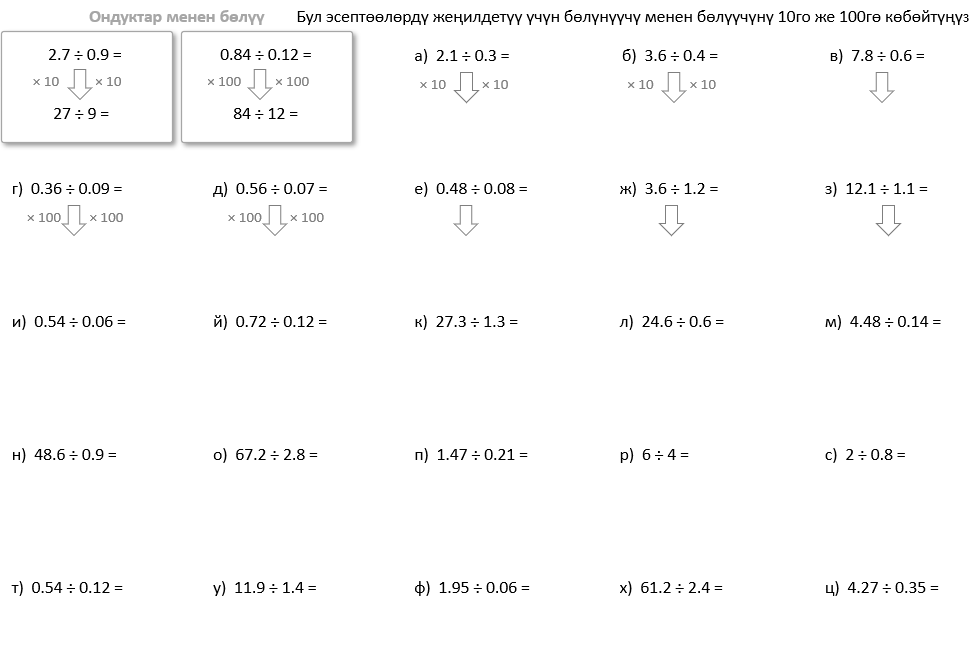 Ондуктар менен бөлүү Бул эсептөөлөрдү жеңилдетүү үчүн бөлүнүүчү менен бөлүүчүнү 10го же 100гө көбөйтүңүз
2.7 ÷ 0.9 = 0.84 ÷ 0.12 = а) 2.1 ÷ 0.3 = б) 3.6 ÷ 0.4 = в) 7.8 ÷ 0.6 =
× 10 × 10 × 100 × 100 × 10 × 10 × 10 × 10
27 ÷ 9 = 84 ÷ 12 =
г) 0.36 ÷ 0.09 = д) 0.56 ÷ 0.07 = е) 0.48 ÷ 0.08 = ж) 3.6 ÷ 1.2 = з) 12.1 ÷ 1.1 =
× 100 × 100 × 100 × 100
и) 0.54 ÷ 0.06 = й) 0.72 ÷ 0.12 = к) 27.3 ÷ 1.3 = л) 24.6 ÷ 0.6 = м) 4.48 ÷ 0.14 =
н) 48.6 ÷ 0.9 = о) 67.2 ÷ 2.8 = п) 1.47 ÷ 0.21 = р) 6 ÷ 4 = с) 2 ÷ 0.8 =
т) 0.54 ÷ 0.12 = у) 11.9 ÷ 1.4 = ф) 1.95 ÷ 0.06 = х) 61.2 ÷ 2.4 = ц) 4.27 ÷ 0.35 =